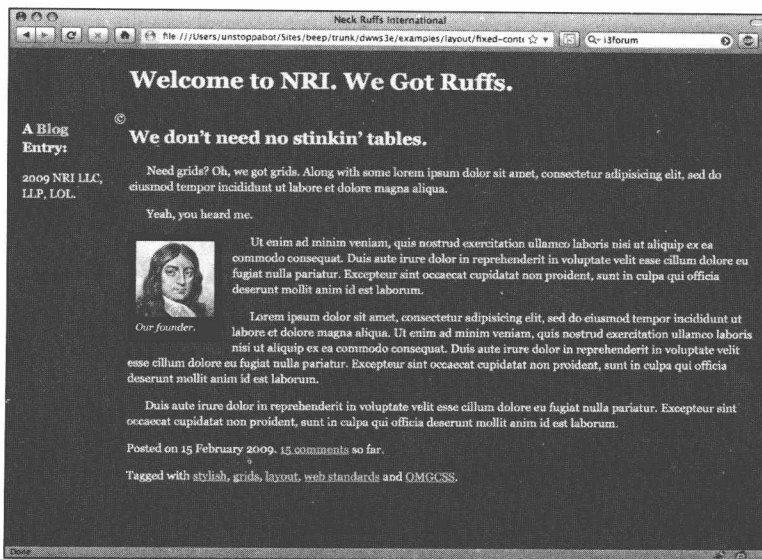 Neck Ruffs International
file:///Users/unstoppabot/Sites/beep/trunk/dwws3e/examples/layout/fixed-conte
i3forum
Welcome to NRI. We Got Ruffs.
A Blog
Entry:
2009 NRI LLC,
LLP, LOL.
©
We don't need no stinkin' tables.
Need grids? Oh, we got grids. Along with some lorem ipsum dolor sit amet, consectetur adipisicing elit, sed do
eiusmod tempor incididunt ut labore et dolore magna aliqua.
Yeah, you heard me.
Ut enim ad minim veniam, quis nostrud exercitation ullamco laboris nisi ut aliquip ex ea
commodo consequat. Duis aute irure dolor in reprehenderit in voluptate velit esse cillum dolore eu
fugiat nulla pariatur. Excepteur sint occaecat cupidatat non proident, sunt in culpa qui officia
deserunt mollit anim id est laborum.
Our founder.
Lorem ipsum dolor sit amet, consectetur adipisicing elit, sed do eiusmod tempor incididunt ut
labore et dolore magna aliqua. Ut enim ad minim veniam, quis nostrud exercitation ullamco laboris
nisi ut aliquip ex ea commodo consequat. Duis aute irure dolor in reprehenderit in voluptate velit
esse cillum dolore eu fugiat nulla pariatur. Excepteur sint occaecat cupidatat non proident, sunt in culpa qui officia
deserunt mollit anim id est laborum.
Duis aute irure dolor in reprehenderit in voluptate velit esse cillum dolore eu fugiat nulla pariatur. Excepteur sint
occaecat cupidatat non proident, sunt in culpa qui officia deserunt mollit anim id est laborum.
Posted on 15 February 2009. 15 comments so far.
Tagged with stylish, grids, layout, web standards and OMGCSS.
Done